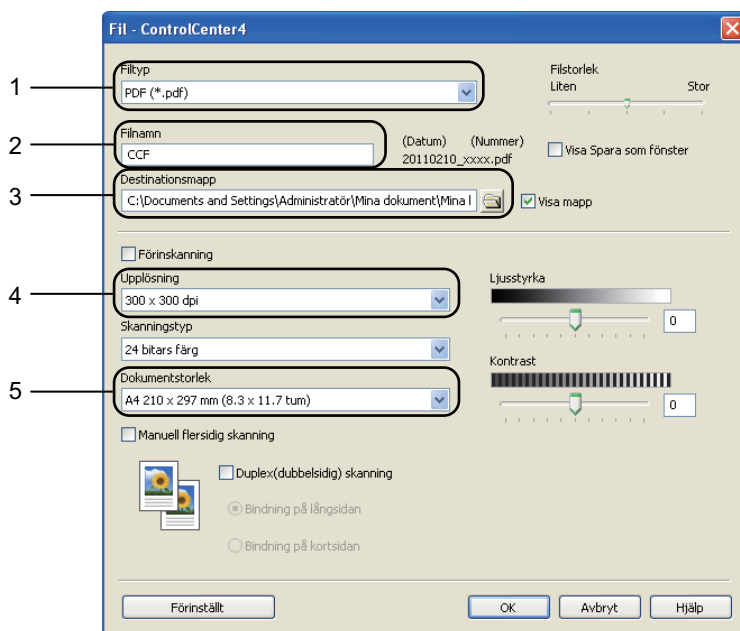 Fil - ControlCenter4
1
Filtyp
PDF (*.pdf)
Filstorlek
Liten Stor
2
Filnamn
CCF
(Datum) (Nummer)
20110210_xxxx.pdf
Visa Spara som fönster
3
Destinationsmapp
C:\Documents and Settings\Administratör\Mina dokument\Mina l
Visa mapp
Förinskanning
4
Upplösning
300 x 300 dpi
Ljusstyrka
0
Skanningstyp
24 bitars färg
Kontrast
0
5
Dokumentstorlek
A4 210 x 297 mm (8.3 x 11.7 tum)
Manuell flersidig skanning
Duplex(dubbelsidig) skanning
Bindning på långsidan
Bindning på kortsidan
Förinställt
OK
Avbryt
Hjälp